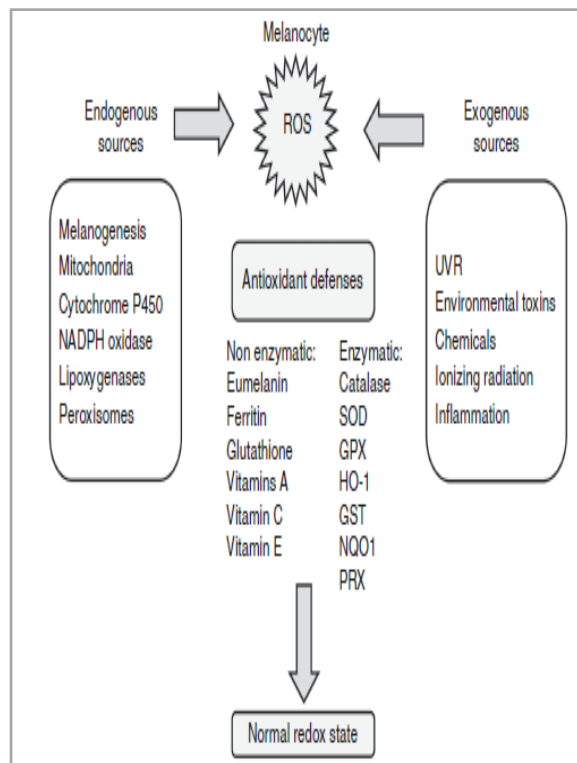 Melanocyte
ROS
Endogenous
sources
Exogenous
sources
Melanogenesis
Mitochondria
Cytochrome P450
NADPH oxidase
Lipoxygenases
Peroxisomes
UVR
Environmental toxins
Chemicals
Ionizing radiation
Inflammation
Antioxidant defenses
Non enzymatic:
Eumelanin
Ferritin
Glutathione
Vitamins A
Vitamin C
Vitamin E
Enzymatic:
Catalase
SOD
GPX
HO-1
GST
NQO1
PRX
Normal redox state